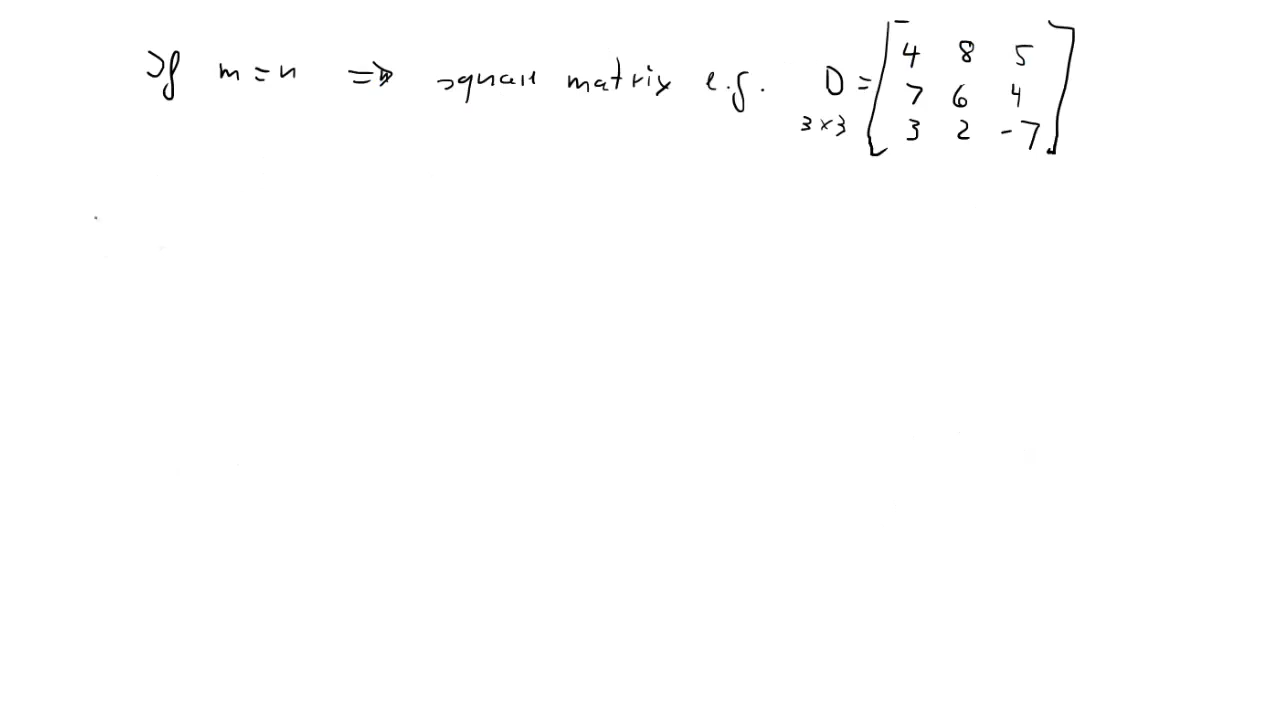 If m = n ⇒ square matrix e.g. D = [ 4 8 5
7 6 4
3 × 3 3 2 -7 ]